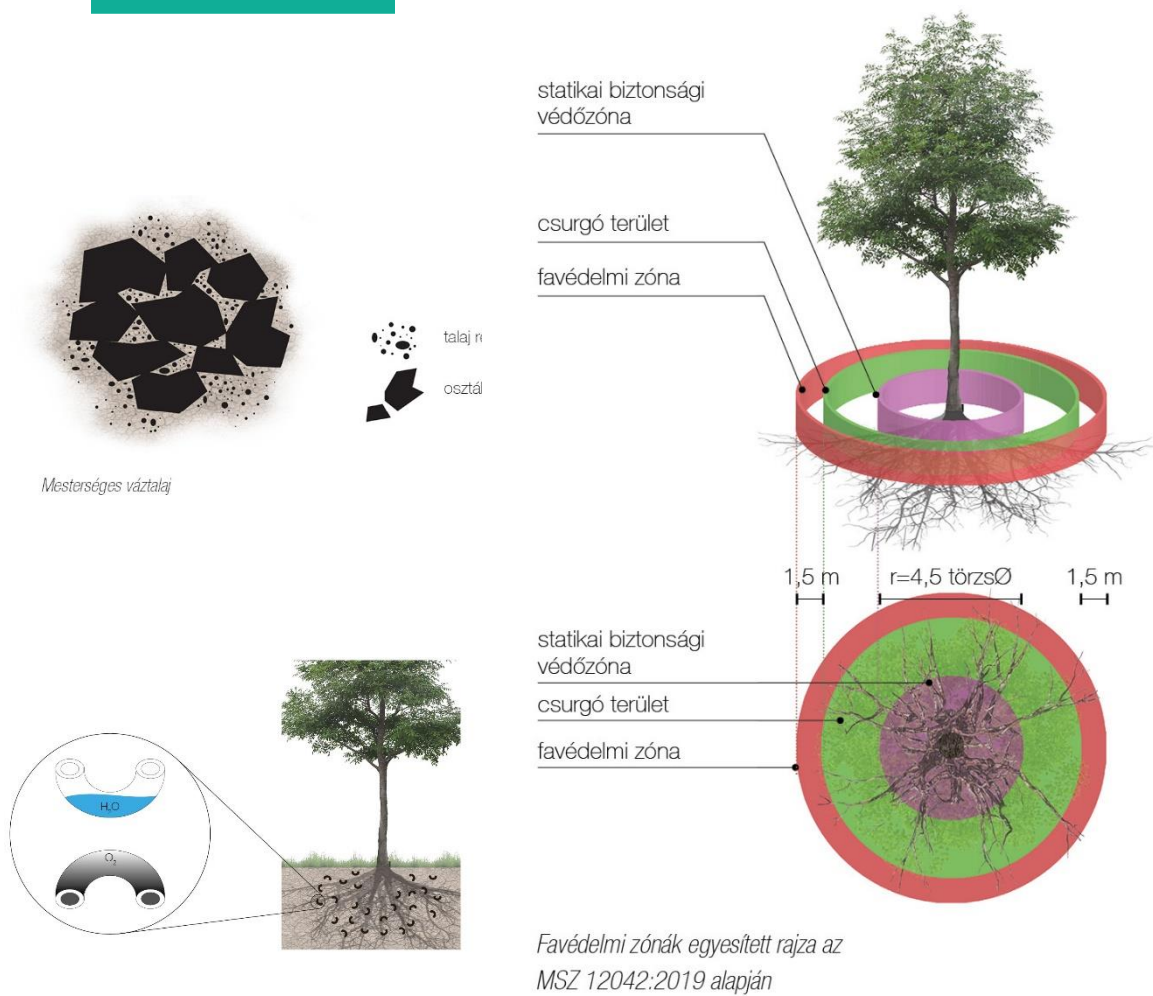 talaj
Mesterséges váztalaj
H₂O
O₂
statikai biztonsági
védőzóna
csurgó terület
favédelmi zóna
1,5 m
r=4,5 törzsØ
1,5 m
statikai biztonsági
védőzóna
csurgó terület
favédelmi zóna
Favédelmi zónák egyesített rajza az
MSZ 12042:2019 alapján